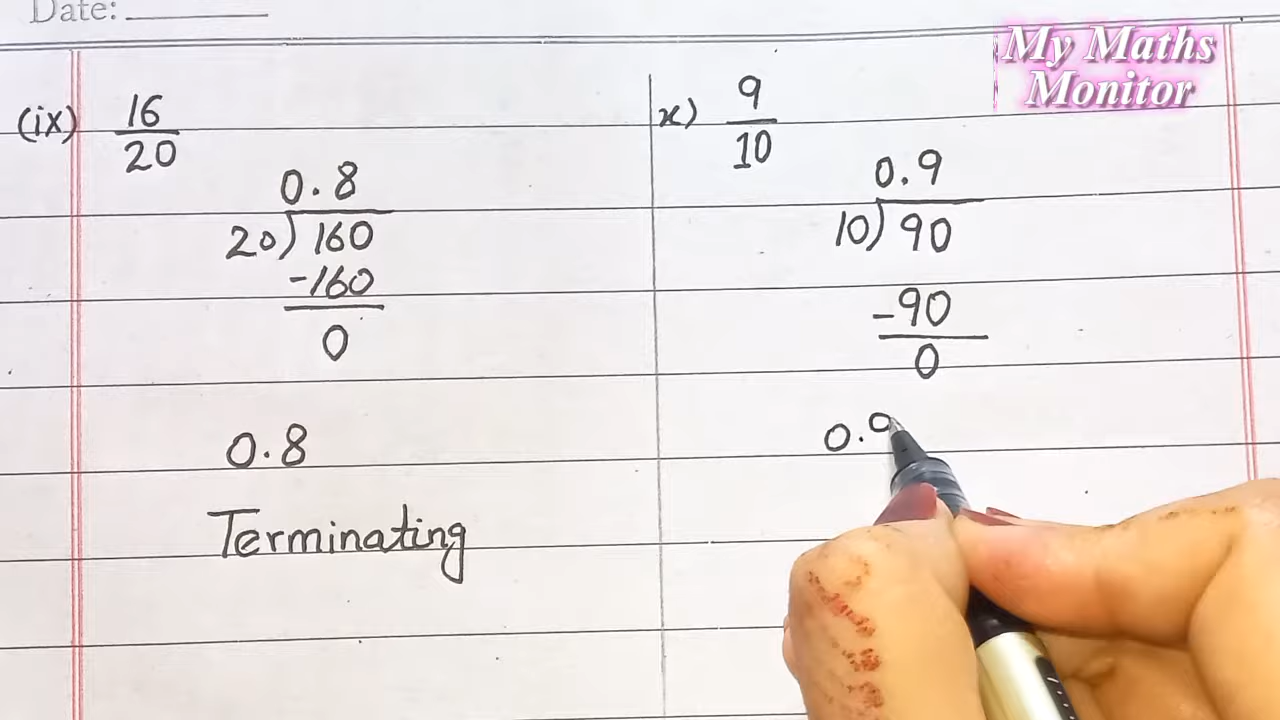 Date:
My Maths
Monitor
(ix) 16/20
0.8
20)160
-160
0
0.8
Terminating
x) 9/10
0.9
10)90
-90
0
0.9